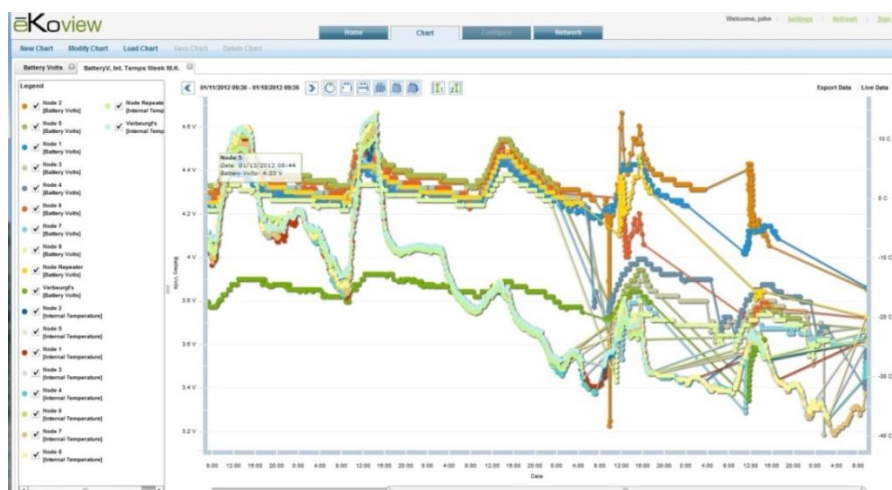 ēKoview
Welcome, john Settings Refresh
Home Chart Configure Network
New Chart Modify Chart Load Chart Save Chart Delete Chart
Battery Volts BatteryV, Int. Temps Week M.H.
Legend
01/11/2012 09:36 - 01/18/2012 09:36
Export Data Live Data
Node 2
[Battery Volts]
Node 5
[Battery Volts]
Node 1
[Battery Volts]
Node 3
[Battery Volts]
Node 4
[Battery Volts]
Node 6
[Battery Volts]
Node 7
[Battery Volts]
Node 8
[Battery Volts]
Node Repeater
[Battery Volts]
Verbeurgt's
[Battery Volts]
Node 2
[Internal Temperature]
Node 5
[Internal Temperature]
Node 1
[Internal Temperature]
Node 3
[Internal Temperature]
Node 4
[Internal Temperature]
Node 6
[Internal Temperature]
Node 7
[Internal Temperature]
Node 8
[Internal Temperature]
Node Repeate
[Internal Temp
Verbeurgt's
[Internal Temp
Node 5
Date: 01/11/2012 08:44
Battery Volts: 4.33 V
4.6 V
4.4 V
4.2 V
4 V
3.8 V
3.6 V
3.4 V
3.2 V
Battery Volts
10 C
0 C
-10 C
-20 C
-30 C
-40 C
12:00 16:00 20:00 0:00 4:00 8:00 12:00 16:00 20:00 0:00 4:00 8:00 12:00 16:00 20:00 0:00 4:00 8:00 12:00 16:00 20:00 0:00 4:00 8:00 12:00 16:00 20:00 0:00 4:00 8:00
Date